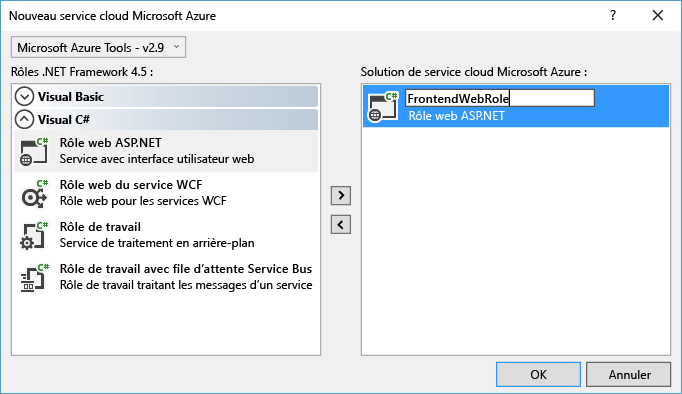 Nouveau service cloud Microsoft Azure
Microsoft Azure Tools - v2.9
Rôles .NET Framework 4.5 :
Visual Basic
Visual C#
C#
Rôle web ASP.NET
Service avec interface utilisateur web
C#
Rôle web du service WCF
Rôle web pour les services WCF
C#
Rôle de travail
Service de traitement en arrière-plan
C#
Rôle de travail avec file d'attente Service Bus
Rôle de travail traitant les messages d'un service
Solution de service cloud Microsoft Azure :
C#
FrontendWebRole
Rôle web ASP.NET
OK
Annuler